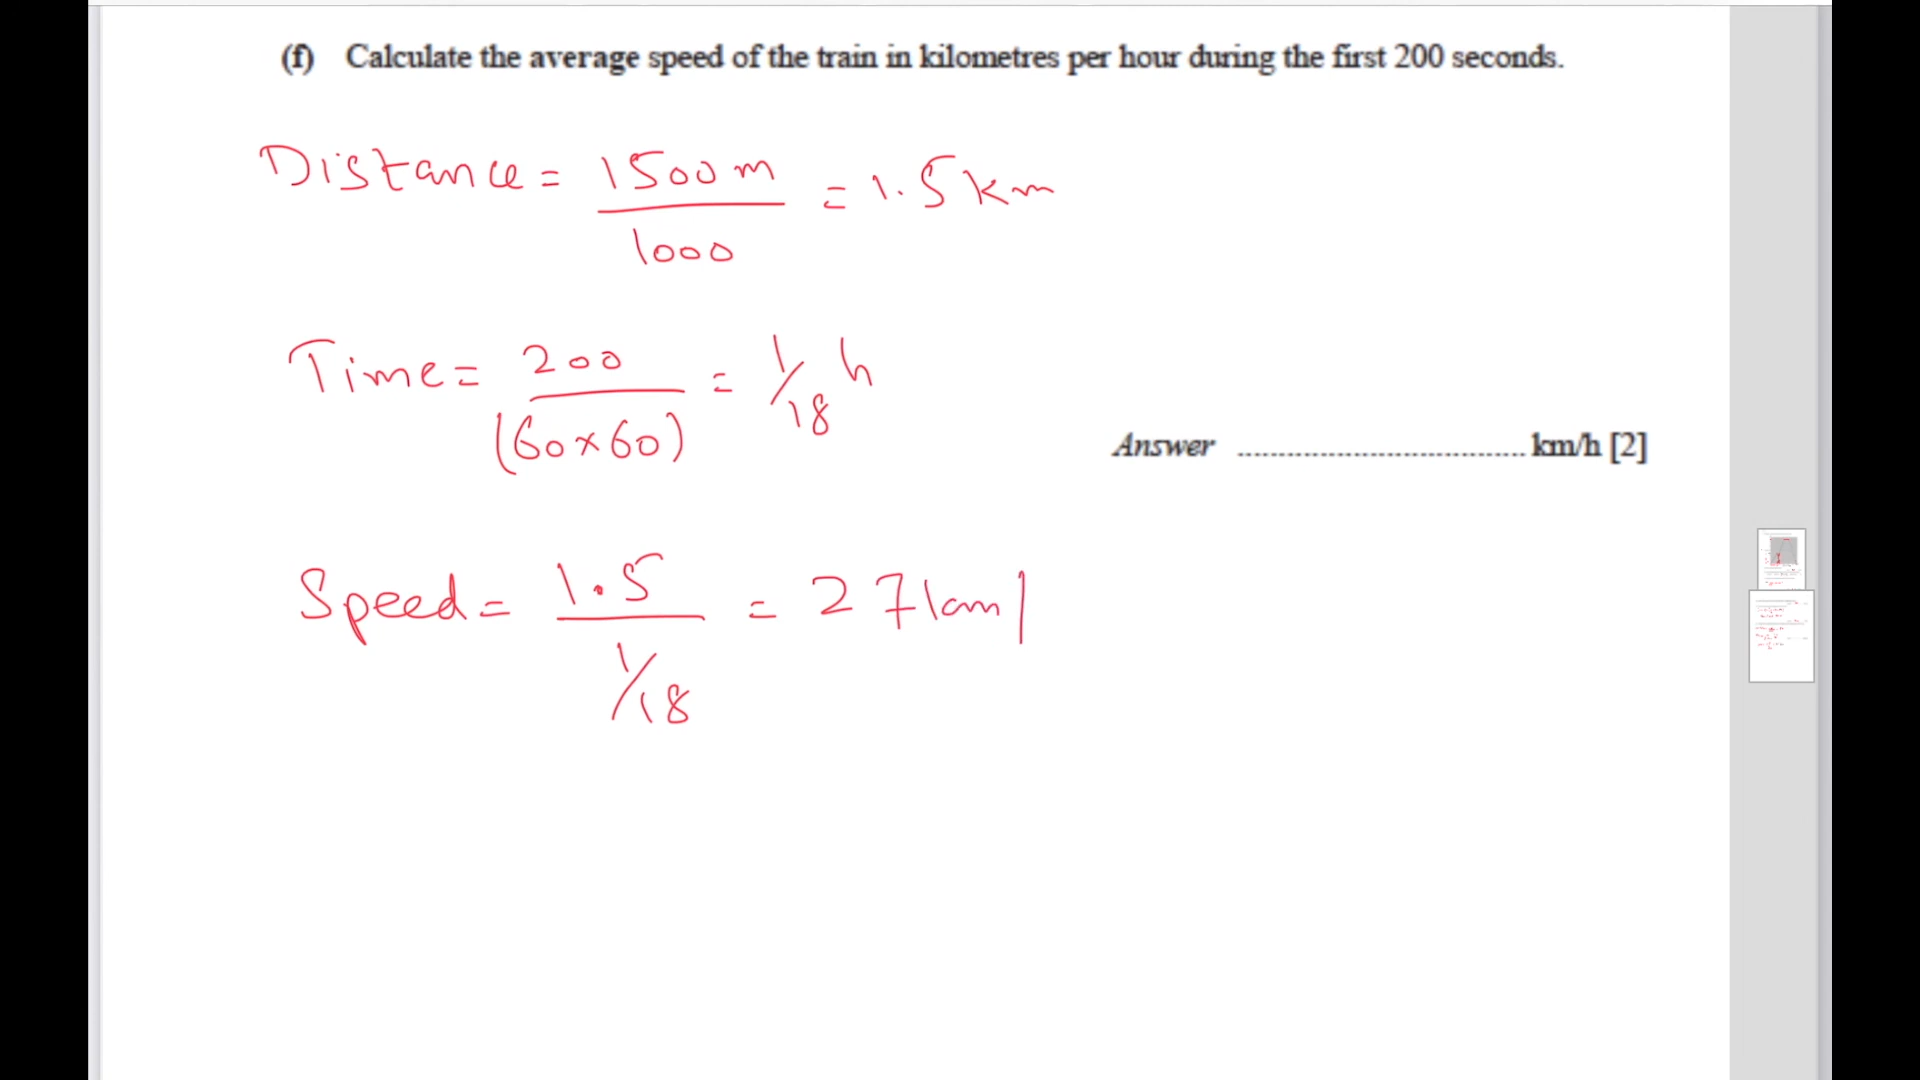 (f) Calculate the average speed of the train in kilometres per hour during the first 200 seconds.
Distance = 1500 m / 1000 = 1.5 km
Time = 200 / (60 x 60) = 1/18 h
Answer .................................. km/h [2]
Speed = 1.5 / 1/18 = 27 km/